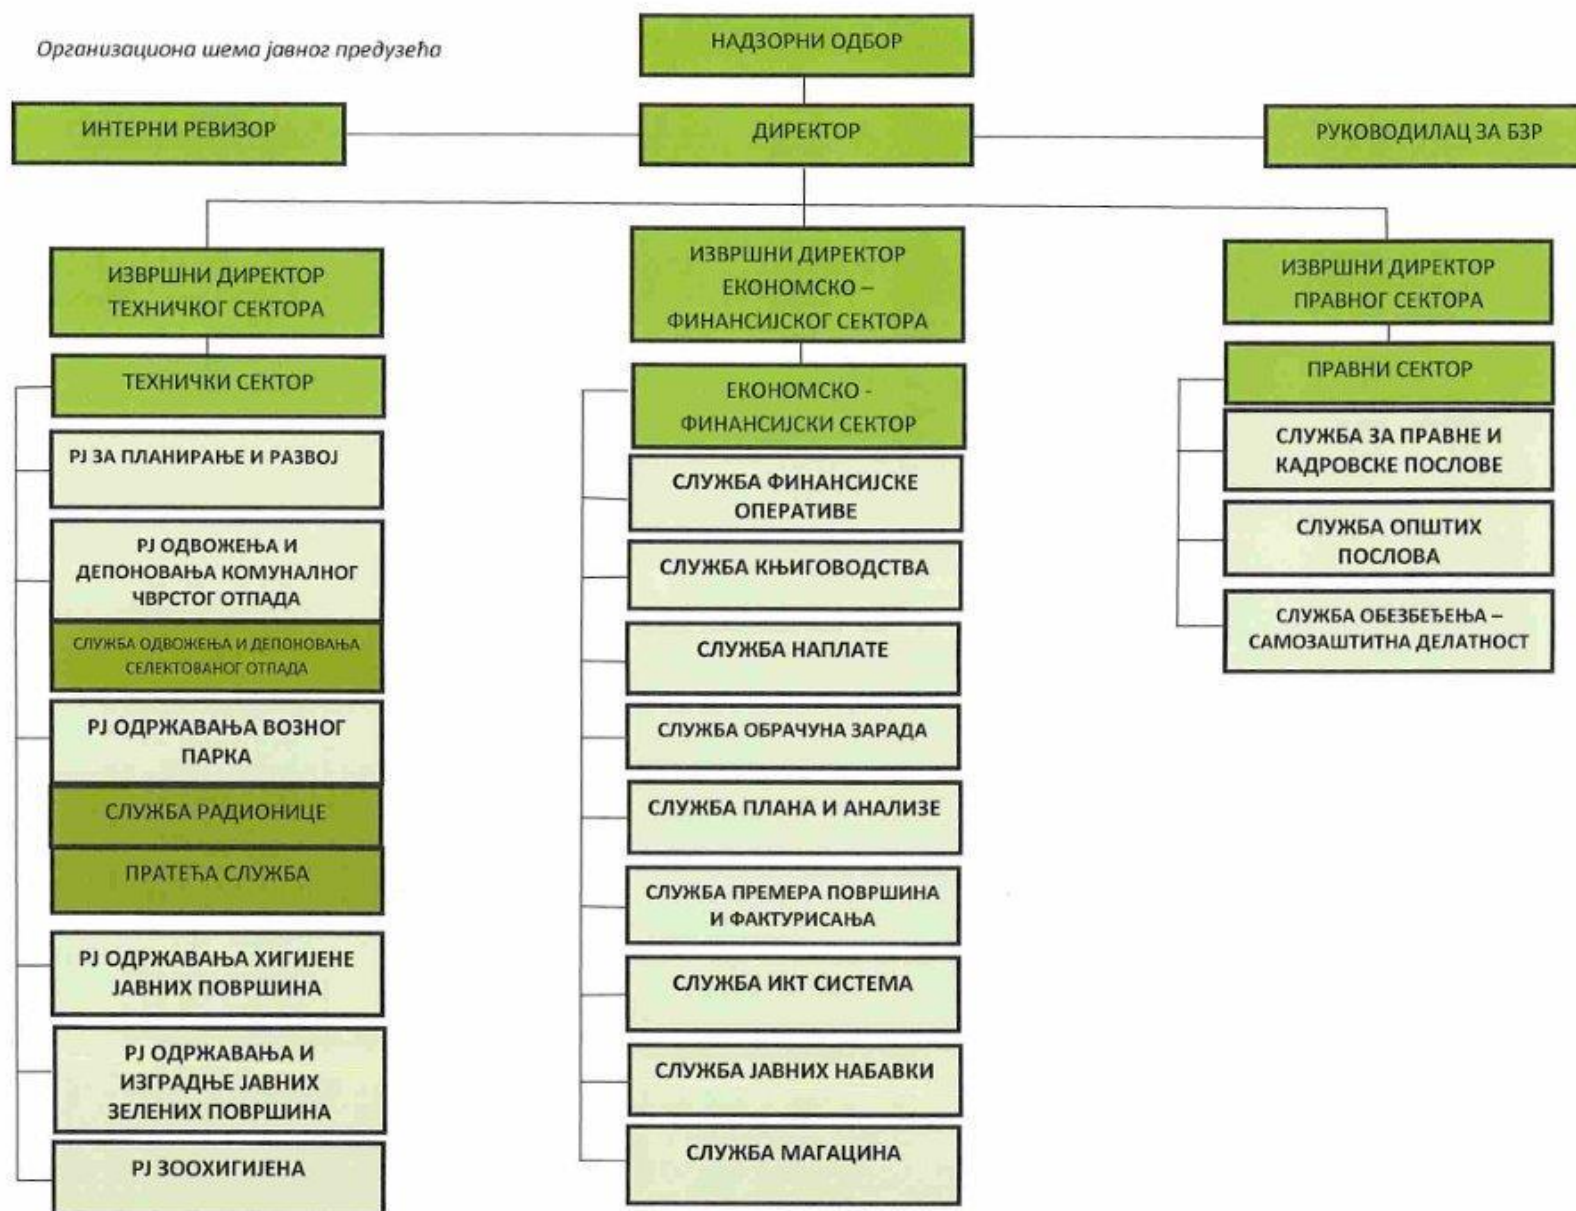 Организациона шема јавног предузећа
НАДЗОРНИ ОДБОР
ИНТЕРНИ РЕВИЗОР
ДИРЕКТОР
РУКОВОДИЛАЦ ЗА БЗР
ИЗВРШНИ ДИРЕКТОР
ТЕХНИЧКОГ СЕКТОРА
ТЕХНИЧКИ СЕКТОР
РЈ ЗА ПЛАНИРАЊЕ И РАЗВОЈ
РЈ ОДВОЖЕЊА И
ДЕПОНОВАЊА КОМУНАЛНОГ
ЧВРСТОГ ОТПАДА
СЛУЖБА ОДВОЖЕЊА И ДЕПОНОВАЊА
СЕЛЕКТОВАНОГ ОТПАДА
РЈ ОДРЖАВАЊА ВОЗНОГ
ПАРКА
СЛУЖБА РАДИОНИЦЕ
ПРАТЕЋА СЛУЖБА
РЈ ОДРЖАВАЊА ХИГИЈЕНЕ
ЈАВНИХ ПОВРШИНА
РЈ ОДРЖАВАЊА И
ИЗГРАДЊЕ ЈАВНИХ
ЗЕЛЕНИХ ПОВРШИНА
РЈ ЗООХИГИЈЕНА
ИЗВРШНИ ДИРЕКТОР
ЕКОНОМСКО –
ФИНАНСИЈСКОГ СЕКТОРА
ЕКОНОМСКО -
ФИНАНСИЈСКИ СЕКТОР
СЛУЖБА ФИНАНСИЈСКЕ
ОПЕРАТИВЕ
СЛУЖБА КЊИГОВОДСТВА
СЛУЖБА НАПЛАТЕ
СЛУЖБА ОБРАЧУНА ЗАРАДА
СЛУЖБА ПЛАНА И АНАЛИЗЕ
СЛУЖБА ПРЕМЕРА ПОВРШИНА
И ФАКТУРИСАЊА
СЛУЖБА ИКТ СИСТЕМА
СЛУЖБА ЈАВНИХ НАБАВКИ
СЛУЖБА МАГАЦИНА
ИЗВРШНИ ДИРЕКТОР
ПРАВНОГ СЕКТОРА
ПРАВНИ СЕКТОР
СЛУЖБА ЗА ПРАВНЕ И
КАДРОВСКЕ ПОСЛОВЕ
СЛУЖБА ОПШТИХ
ПОСЛОВА
СЛУЖБА ОБЕЗБЕЂЕЊА –
САМОЗАШТИТНА ДЕЛАТНОСТ